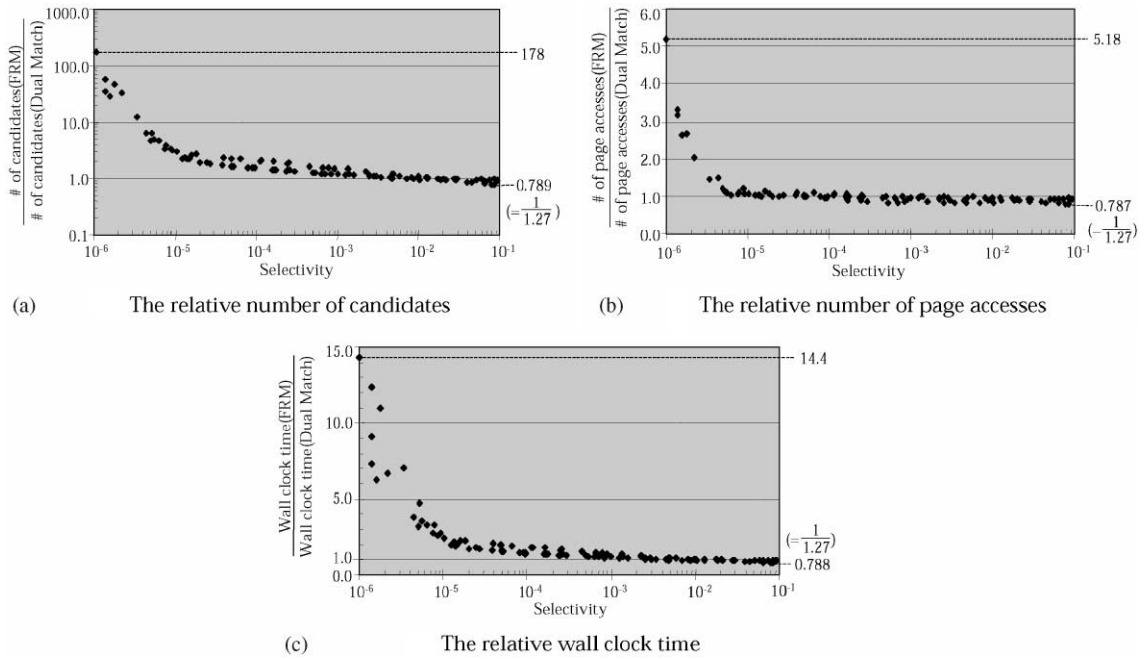 (a)
# of candidates(FRM)
# of candidates(Dual Match)
1000.0
100.0
10.0
1.0
0.1
178
0.789
(=1/1.27)
10-6
10-5
10-4
10-3
10-2
10-1
Selectivity
The relative number of candidates
(b)
# of page accesses(FRM)
# of page accesses(Dual Match)
6.0
5.0
4.0
3.0
2.0
1.0
0.0
5.18
0.787
(-1/1.27)
10-6
10-5
10-4
10-3
10-2
10-1
Selectivity
The relative number of page accesses
Wall clock time(FRM)
Wall clock time(Dual Match)
15.0
10.0
5.0
1.0
0.0
14.4
(=1/1.27)
0.788
10-6
10-5
10-4
10-3
10-2
10-1
Selectivity
(c)
The relative wall clock time